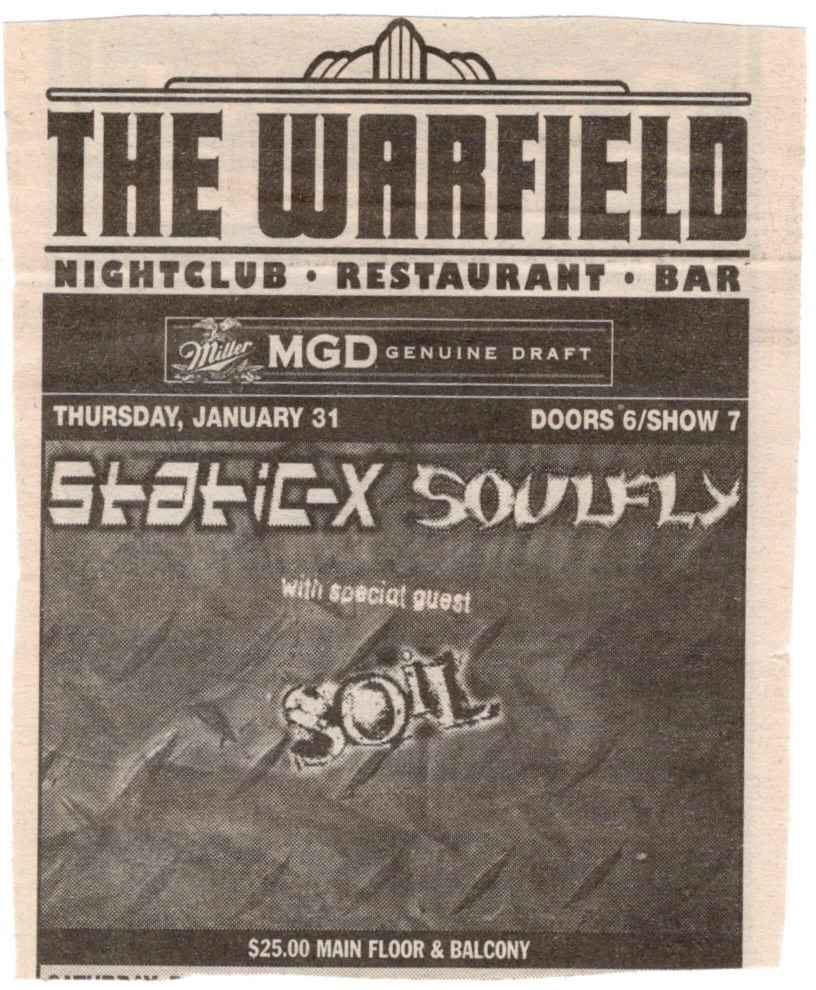 THE WARFIELD
NIGHTCLUB • RESTAURANT • BAR
Miller MGD GENUINE DRAFT
THURSDAY, JANUARY 31 DOORS 6/SHOW 7
Static-X SOULFLY
with special guest
SOiL
$25.00 MAIN FLOOR & BALCONY